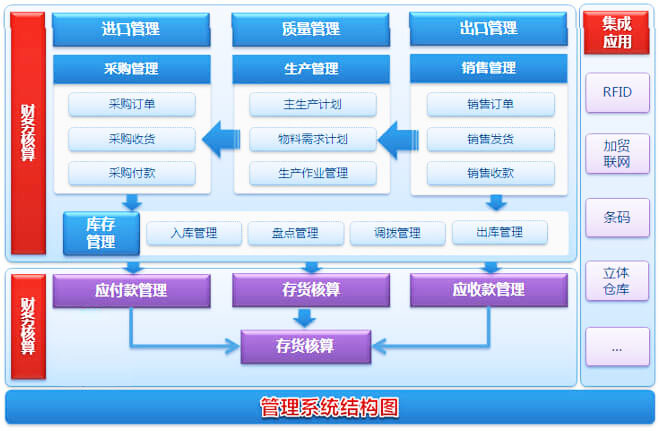 财务核算
进口管理
质量管理
出口管理
采购管理
生产管理
销售管理
采购订单
主生产计划
销售订单
采购收货
物料需求计划
销售发货
采购付款
生产作业管理
销售收款
库存
管理
入库管理
盘点管理
调拨管理
出库管理
财务核算
应付款管理
存货核算
应收款管理
存货核算
集成
应用
RFID
加贸
联网
条码
立体
仓库
...
管理系统结构图